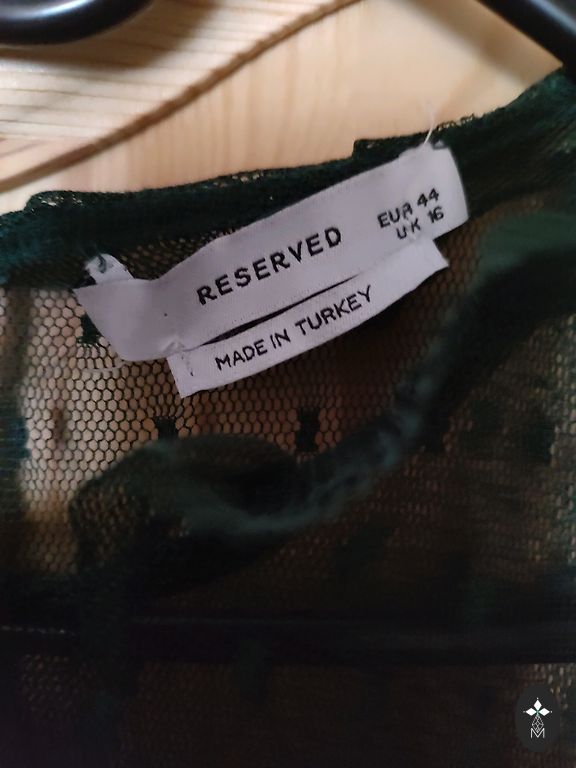 RESERVED
EUR 44
UK 16
MADE IN TURKEY
M